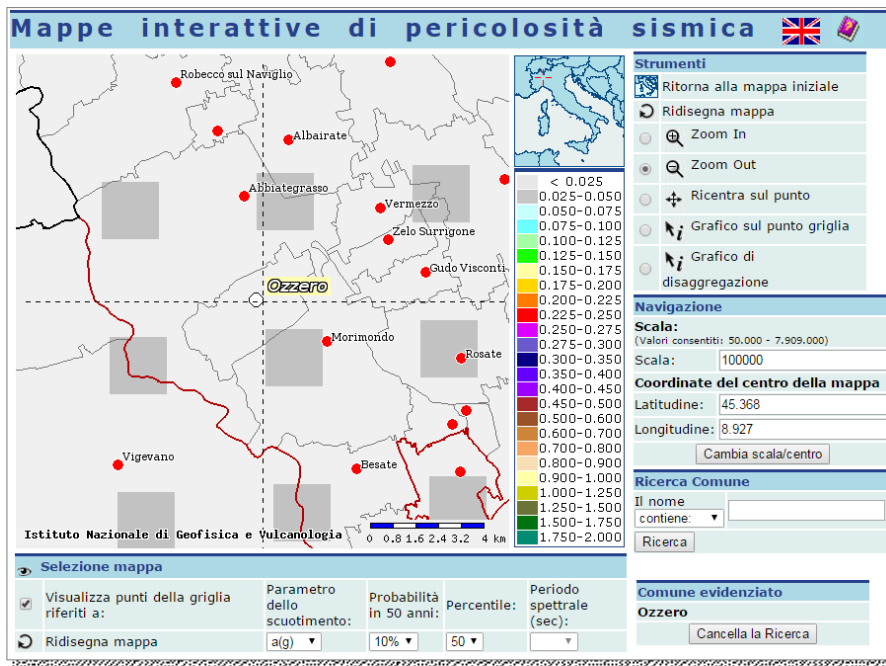 Mappe interattive di pericolosità sismica
Robecco sul Naviglio
Albairate
Abbiategrasso
Vermezzo
Zelo Surrigone
Gudo Visconti
Ozzero
Morimondo
Rosate
Vigevano
Besate
Istituto Nazionale di Geofisica e Vulcanologia
0 0.8 1.6 2.4 3.2 4 km
< 0.025
0.025-0.050
0.050-0.075
0.075-0.100
0.100-0.125
0.125-0.150
0.150-0.175
0.175-0.200
0.200-0.225
0.225-0.250
0.250-0.275
0.275-0.300
0.300-0.350
0.350-0.400
0.400-0.450
0.450-0.500
0.500-0.600
0.600-0.700
0.700-0.800
0.800-0.900
0.900-1.000
1.000-1.250
1.250-1.500
1.500-1.750
1.750-2.000
Strumenti
Ritorna alla mappa iniziale
Ridisegna mappa
Zoom In
Zoom Out
Ricentra sul punto
Grafico sul punto griglia
Grafico di
disaggregazione
Navigazione
Scala:
(Valori consentiti: 50.000 - 7.909.000)
Scala: 100000
Coordinate del centro della mappa
Latitudine: 45.368
Longitudine: 8.927
Cambia scala/centro
Ricerca Comune
Il nome
contiene:
Ricerca
Comune evidenziato
Ozzero
Cancella la Ricerca
Selezione mappa
Visualizza punti della griglia
riferiti a:
Parametro
dello
scuotimento:
Probabilità
in 50 anni:
Percentile:
Periodo
spettrale
(sec):
Ridisegna mappa
a(g) 10% 50